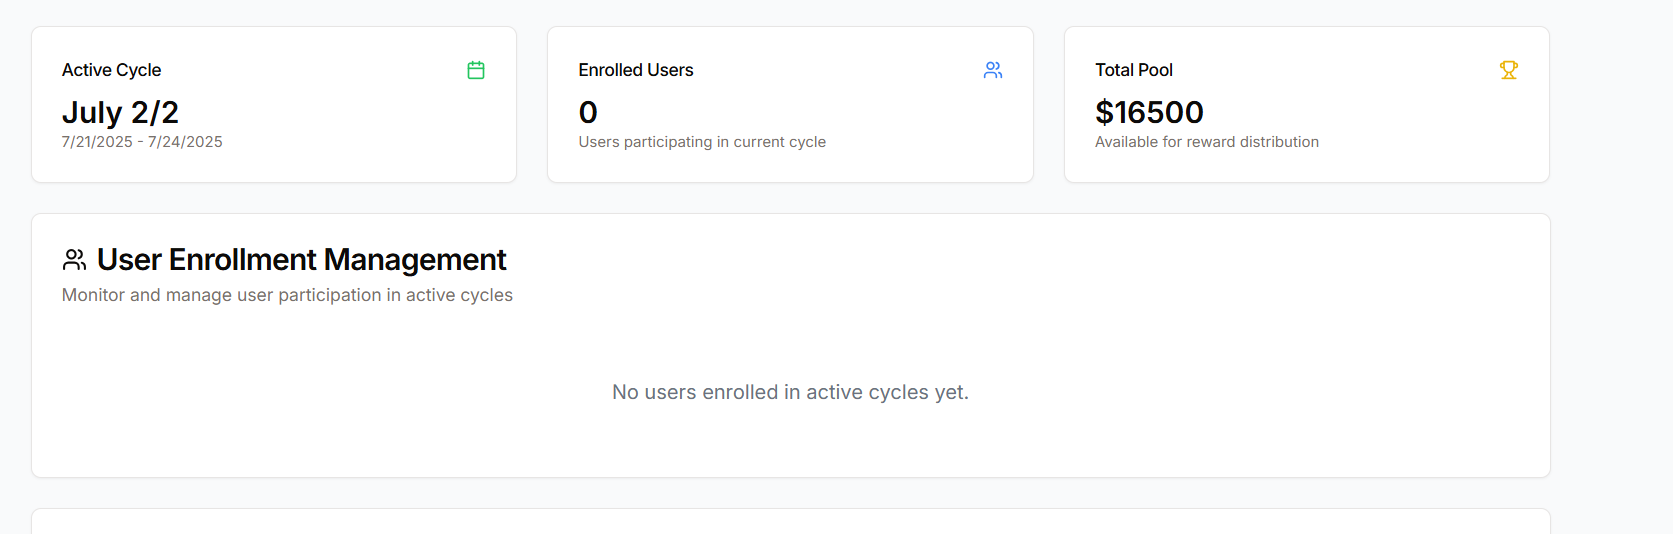 Active Cycle
July 2/2
7/21/2025 - 7/24/2025
Enrolled Users
0
Users participating in current cycle
Total Pool
$16500
Available for reward distribution
User Enrollment Management
Monitor and manage user participation in active cycles
No users enrolled in active cycles yet.